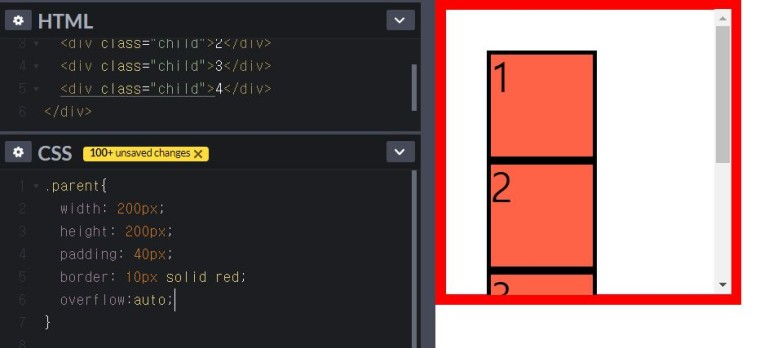 HTML
3 <div class="child">2</div>
4 <div class="child">3</div>
5 <div class="child">4</div>
6 </div>
CSS 100+ unsaved changes X
1 .parent{
2 width: 200px;
3 height: 200px;
4 padding: 40px;
5 border: 10px solid red;
6 overflow:auto;
7 }
8
1
2
3